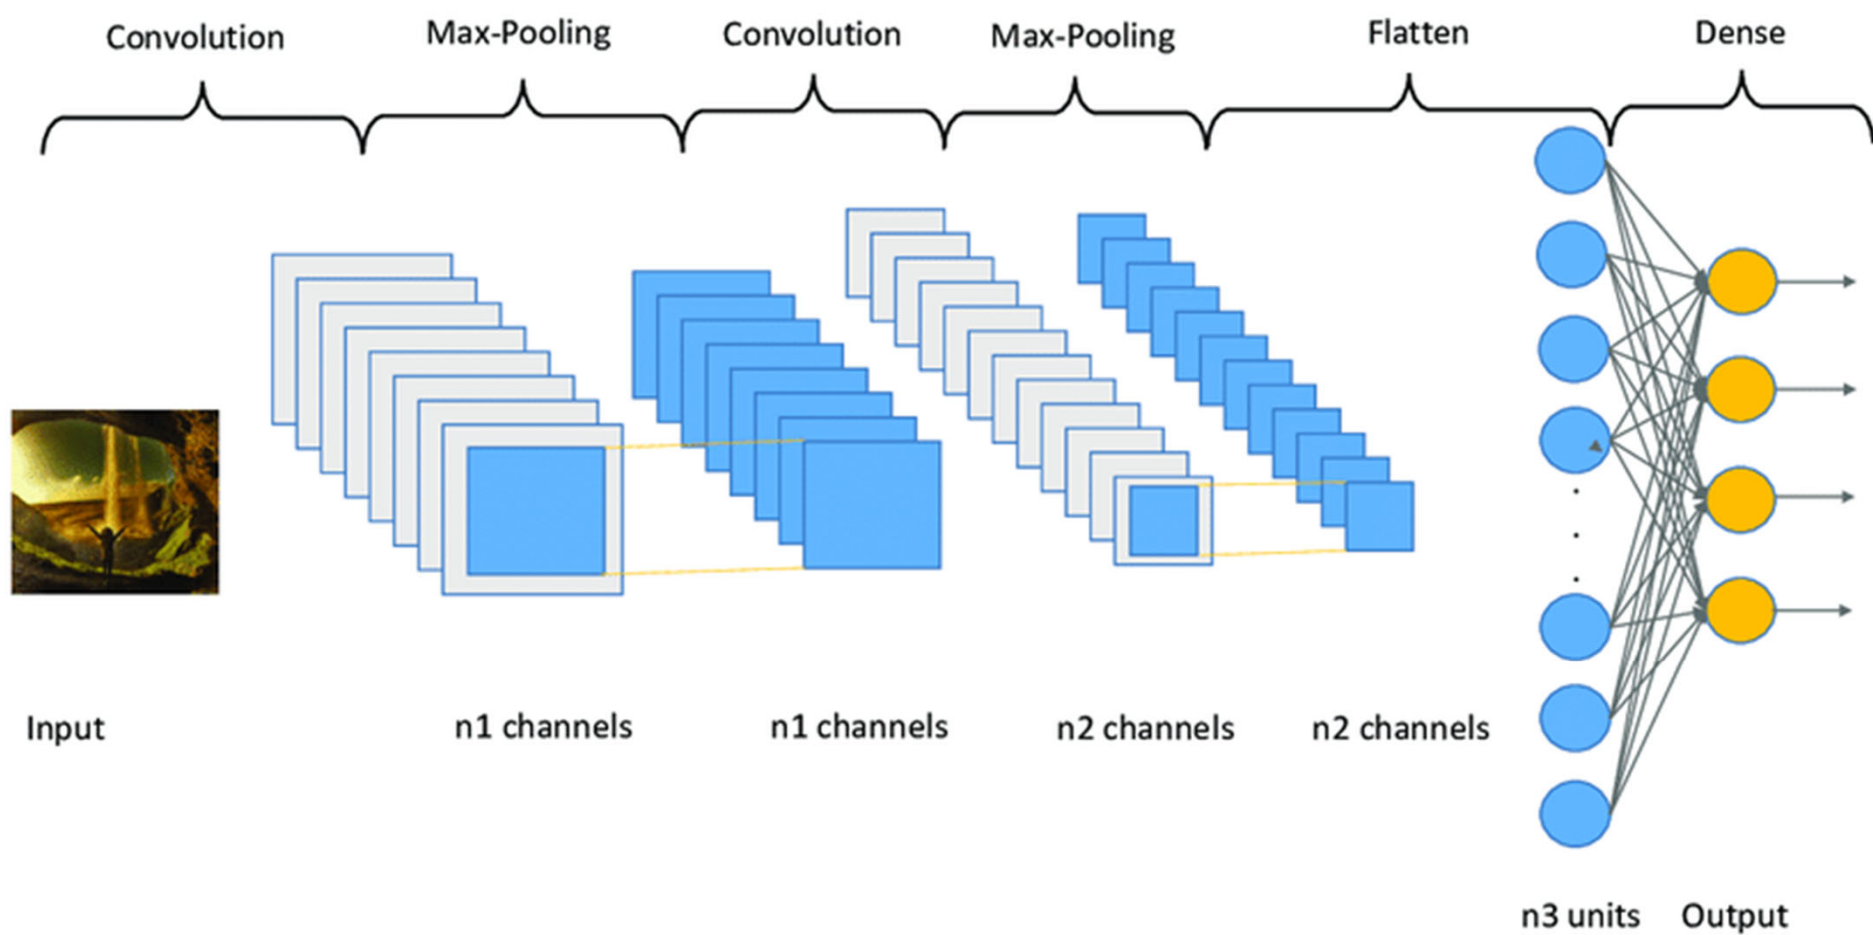 Convolution
Max-Pooling
Convolution
Max-Pooling
Flatten
Dense
Input
n1 channels
n1 channels
n2 channels
n2 channels
n3 units
Output